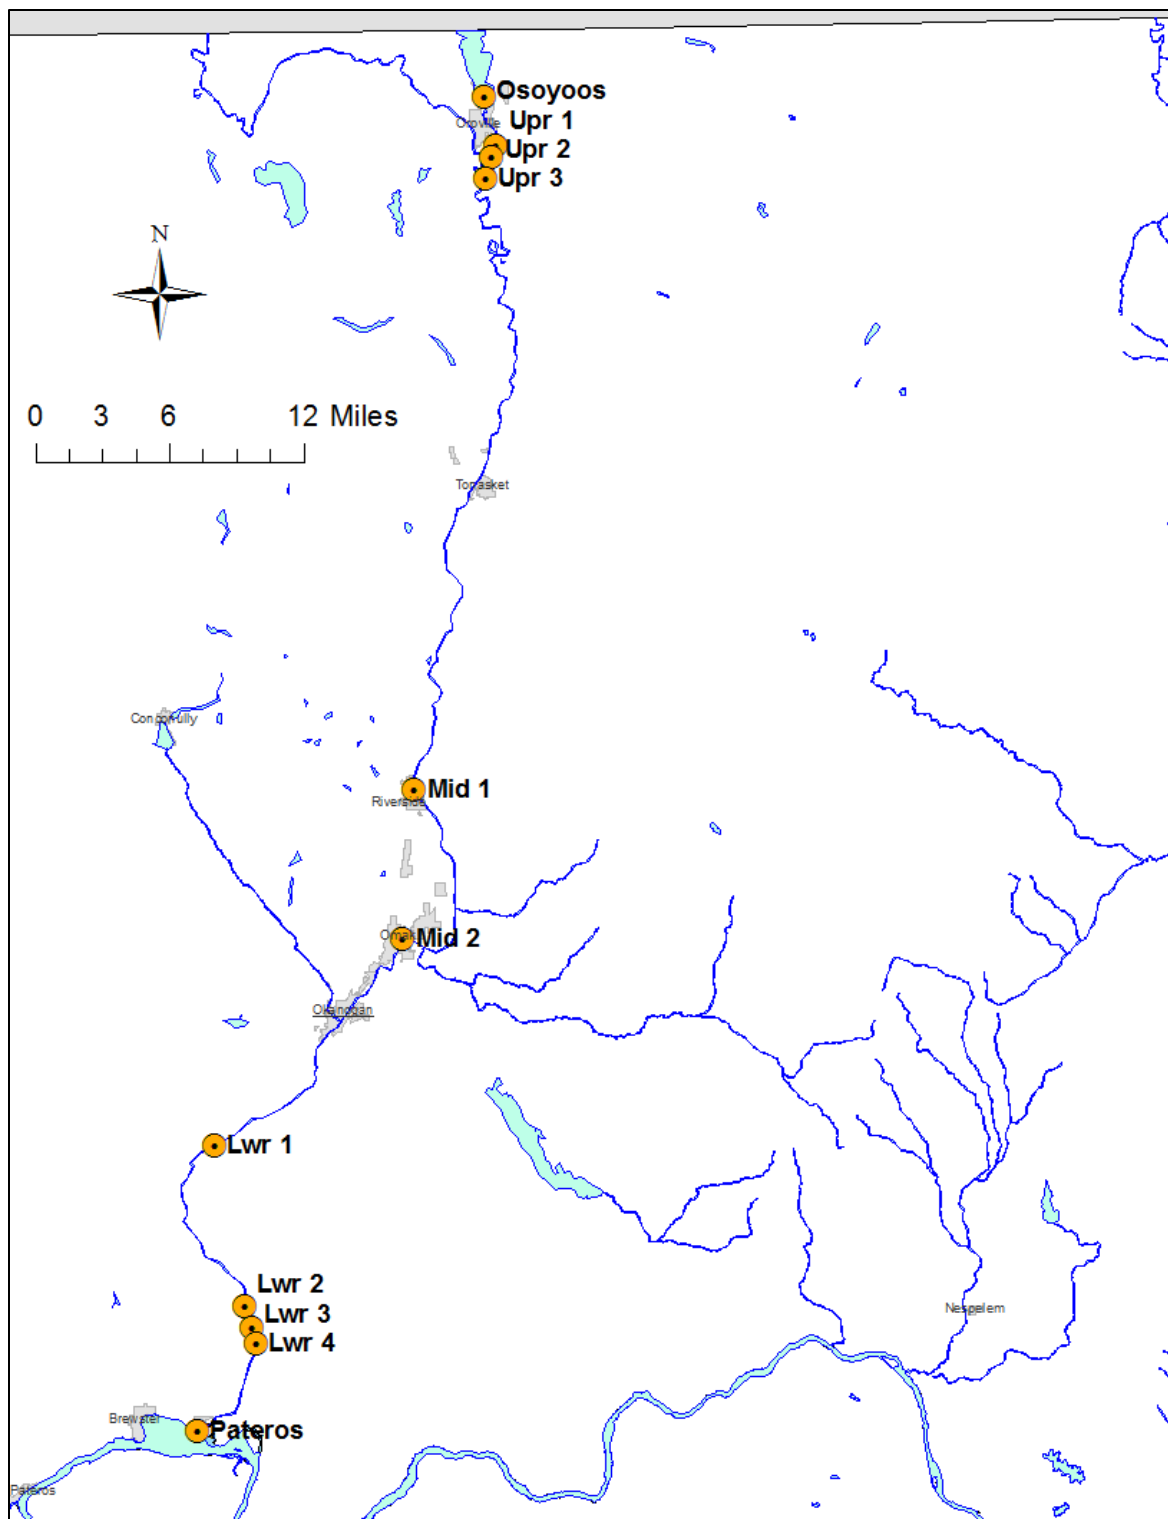 Osoyoos
Upr 1
Oroville
Upr 2
Upr 3
N
0 3 6 12 Miles
Tonasket
Conconully
Mid 1
Riverside
Omak
Mid 2
Okanogan
Lwr 1
Lwr 2
Nespelem
Lwr 3
Lwr 4
Brewster
Pateros
Pateros